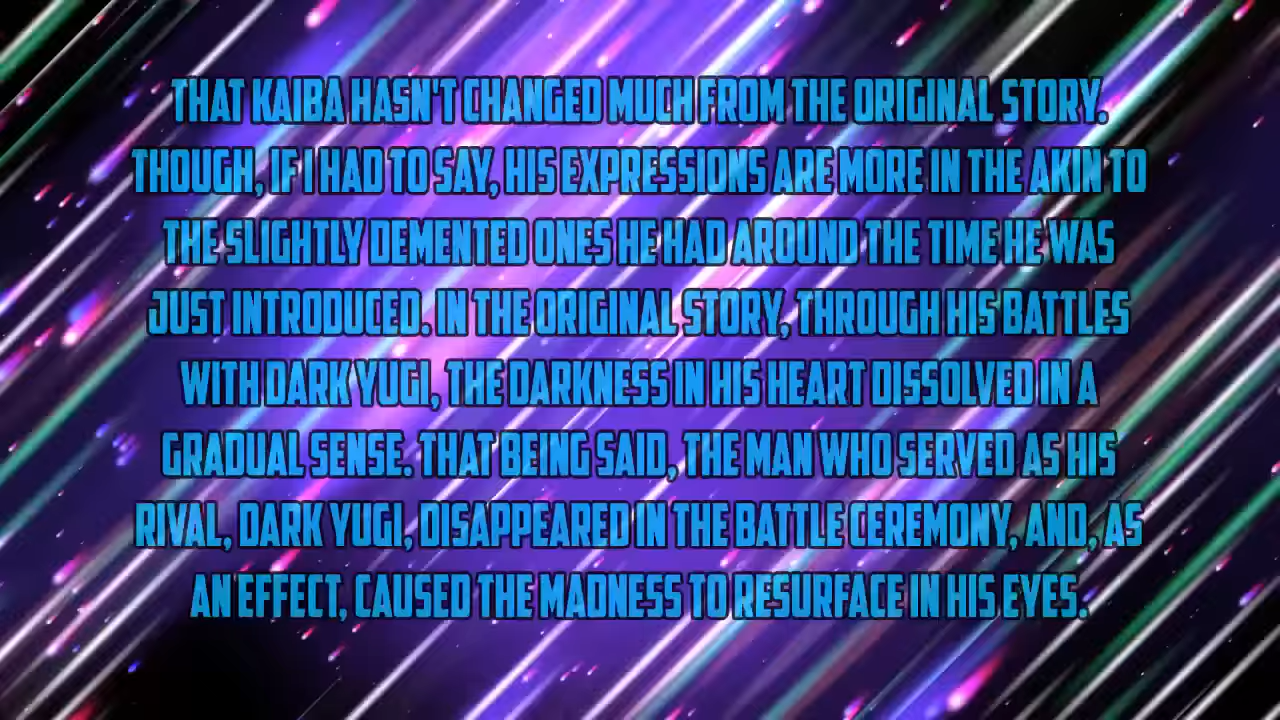 THAT KAIBA HASN'T CHANGED MUCH FROM THE ORIGINAL STORY.
THOUGH, IF I HAD TO SAY, HIS EXPRESSIONS ARE MORE IN THE AKIN TO
THE SLIGHTLY DEMENTED ONES HE HAD AROUND THE TIME HE WAS
JUST INTRODUCED. IN THE ORIGINAL STORY, THROUGH HIS BATTLES
WITH DARK YUGI, THE DARKNESS IN HIS HEART DISSOLVED IN A
GRADUAL SENSE. THAT BEING SAID, THE MAN WHO SERVED AS HIS
RIVAL, DARK YUGI, DISAPPEARED IN THE BATTLE CEREMONY, AND, AS
AN EFFECT, CAUSED THE MADNESS TO RESURFACE IN HIS EYES.